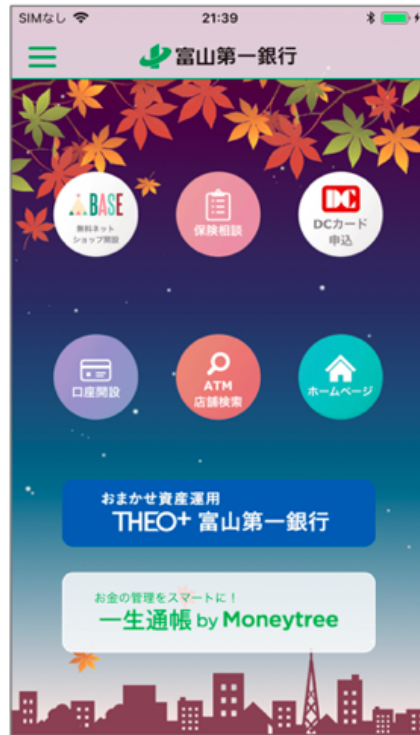 SIMなし 21:39
富山第一銀行
BASE
無料ネット
ショップ開設
保険相談
DC
DCカード
申込
口座開設
ATM
店舗検索
ホームページ
おまかせ資産運用
THEO+ 富山第一銀行
お金の管理をスマートに!
一生通帳 by Moneytree